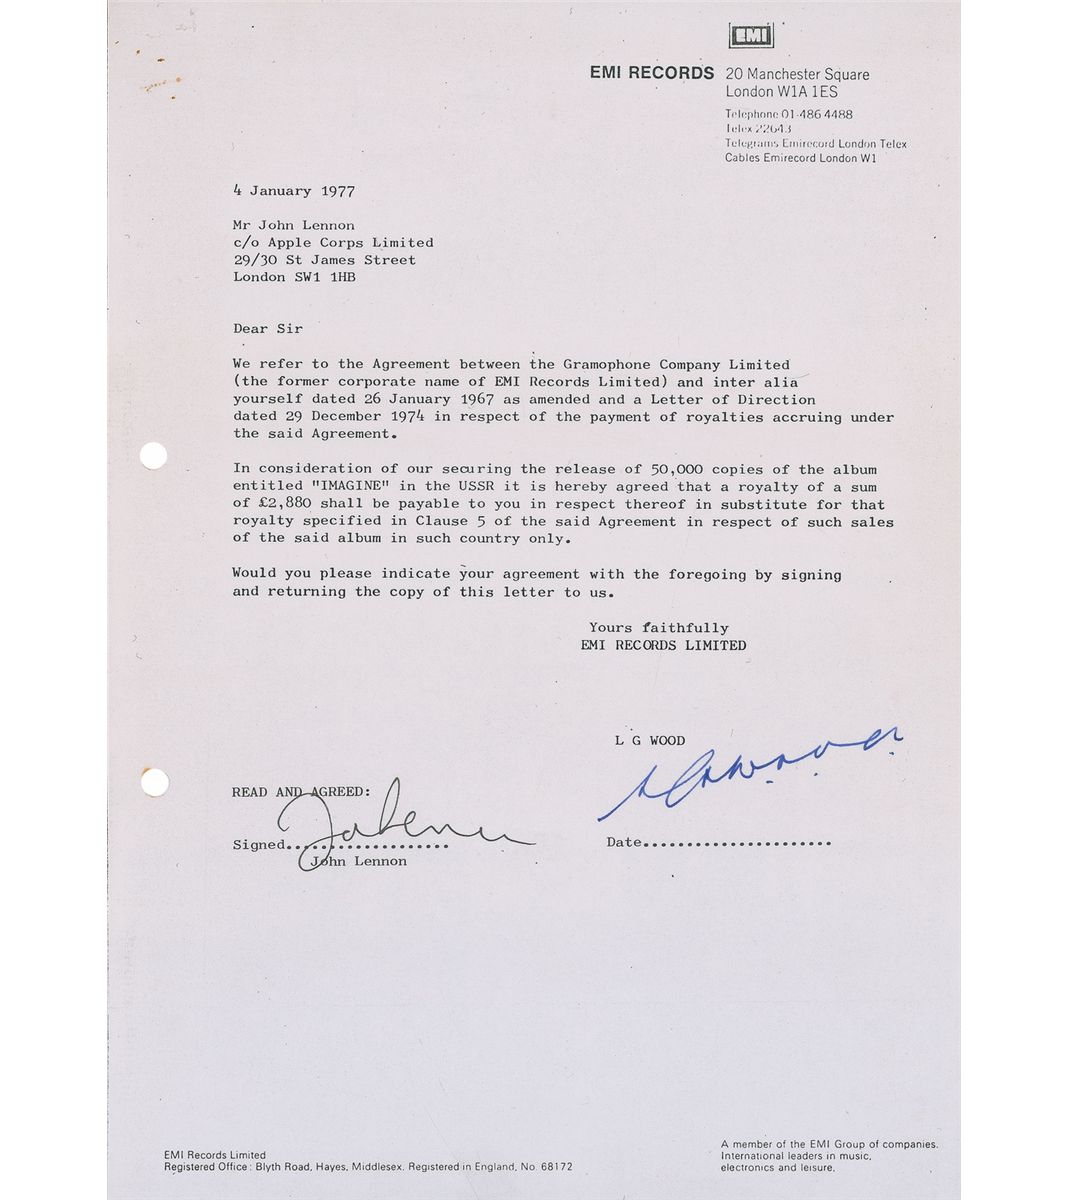 EMI
EMI RECORDS 20 Manchester Square
London W1A 1ES
Telephone 01-486 4488
Telex 22643
Telegrams Emirecord London Telex
Cables Emirecord London W1
4 January 1977
Mr John Lennon
c/o Apple Corps Limited
29/30 St James Street
London SW1 1HB
Dear Sir
We refer to the Agreement between the Gramophone Company Limited
(the former corporate name of EMI Records Limited) and inter alia
yourself dated 26 January 1967 as amended and a Letter of Direction
dated 29 December 1974 in respect of the payment of royalties accruing under
the said Agreement.
In consideration of our securing the release of 50,000 copies of the album
entitled "IMAGINE" in the USSR it is hereby agreed that a royalty of a sum
of £2,880 shall be payable to you in respect thereof in substitute for that
royalty specified in Clause 5 of the said Agreement in respect of such sales
of the said album in such country only.
Would you please indicate your agreement with the foregoing by signing
and returning the copy of this letter to us.
Yours faithfully
EMI RECORDS LIMITED
L G WOOD
READ AND AGREED:
Signed...................
John Lennon
Date......................
EMI Records Limited
Registered Office: Blyth Road, Hayes, Middlesex. Registered in England, No. 68172
A member of the EMI Group of companies.
International leaders in music,
electronics and leisure.